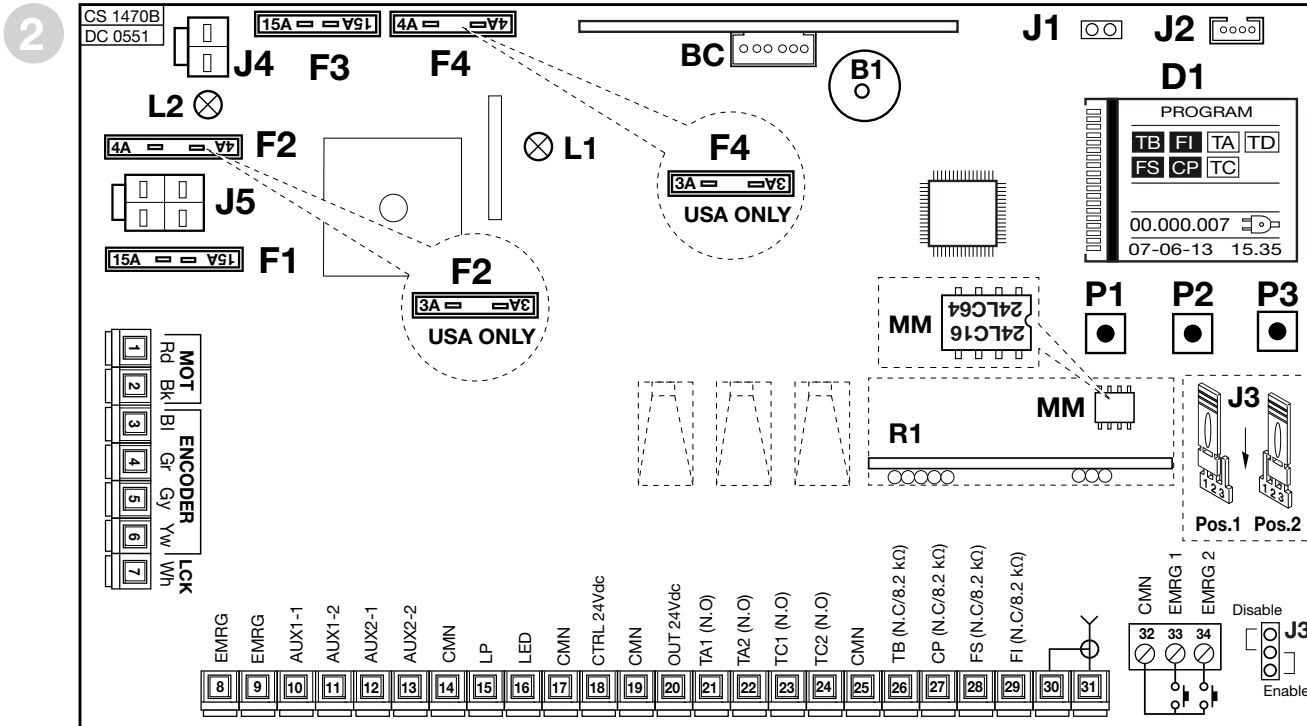 2
CS 1470B
DC 0551
J4
15A 15A
F3
4A 4A
F4
BC
B1
J1
J2
D1
PROGRAM
TB FI TA TD
FS CP TC
00.000.007
07-06-13 15.35
L2
4A 4A
F2
L1
F4
3A 3A
USA ONLY
J5
15A 15A
F1
F2
3A 3A
USA ONLY
P1
P2
P3
MM
24LC16
24LC64
MM
R1
J3
1 2 3
1 2 3
Pos.1
Pos.2
1 Rd
2 Bk
MOT
3 Bl
4 Gr
5 Gy
6 Yw
ENCODER
7 Wh
LCK
EMRG
EMRG
AUX1-1
AUX1-2
AUX2-1
AUX2-2
CMN
LP
LED
CMN
CTRL 24Vdc
CMN
OUT 24Vdc
TA1 (N.O)
TA2 (N.O)
TC1 (N.O)
TC2 (N.O)
CMN
TB (N.C/8.2 kΩ)
CP (N.C/8.2 kΩ)
FS (N.C/8.2 kΩ)
FI (N.C/8.2 kΩ)
8 9 10 11 12 13 14 15 16 17 18 19 20 21 22 23 24 25 26 27 28 29 30 31
CMN
EMRG 1
EMRG 2
32 33 34
Disable
J3
Enable